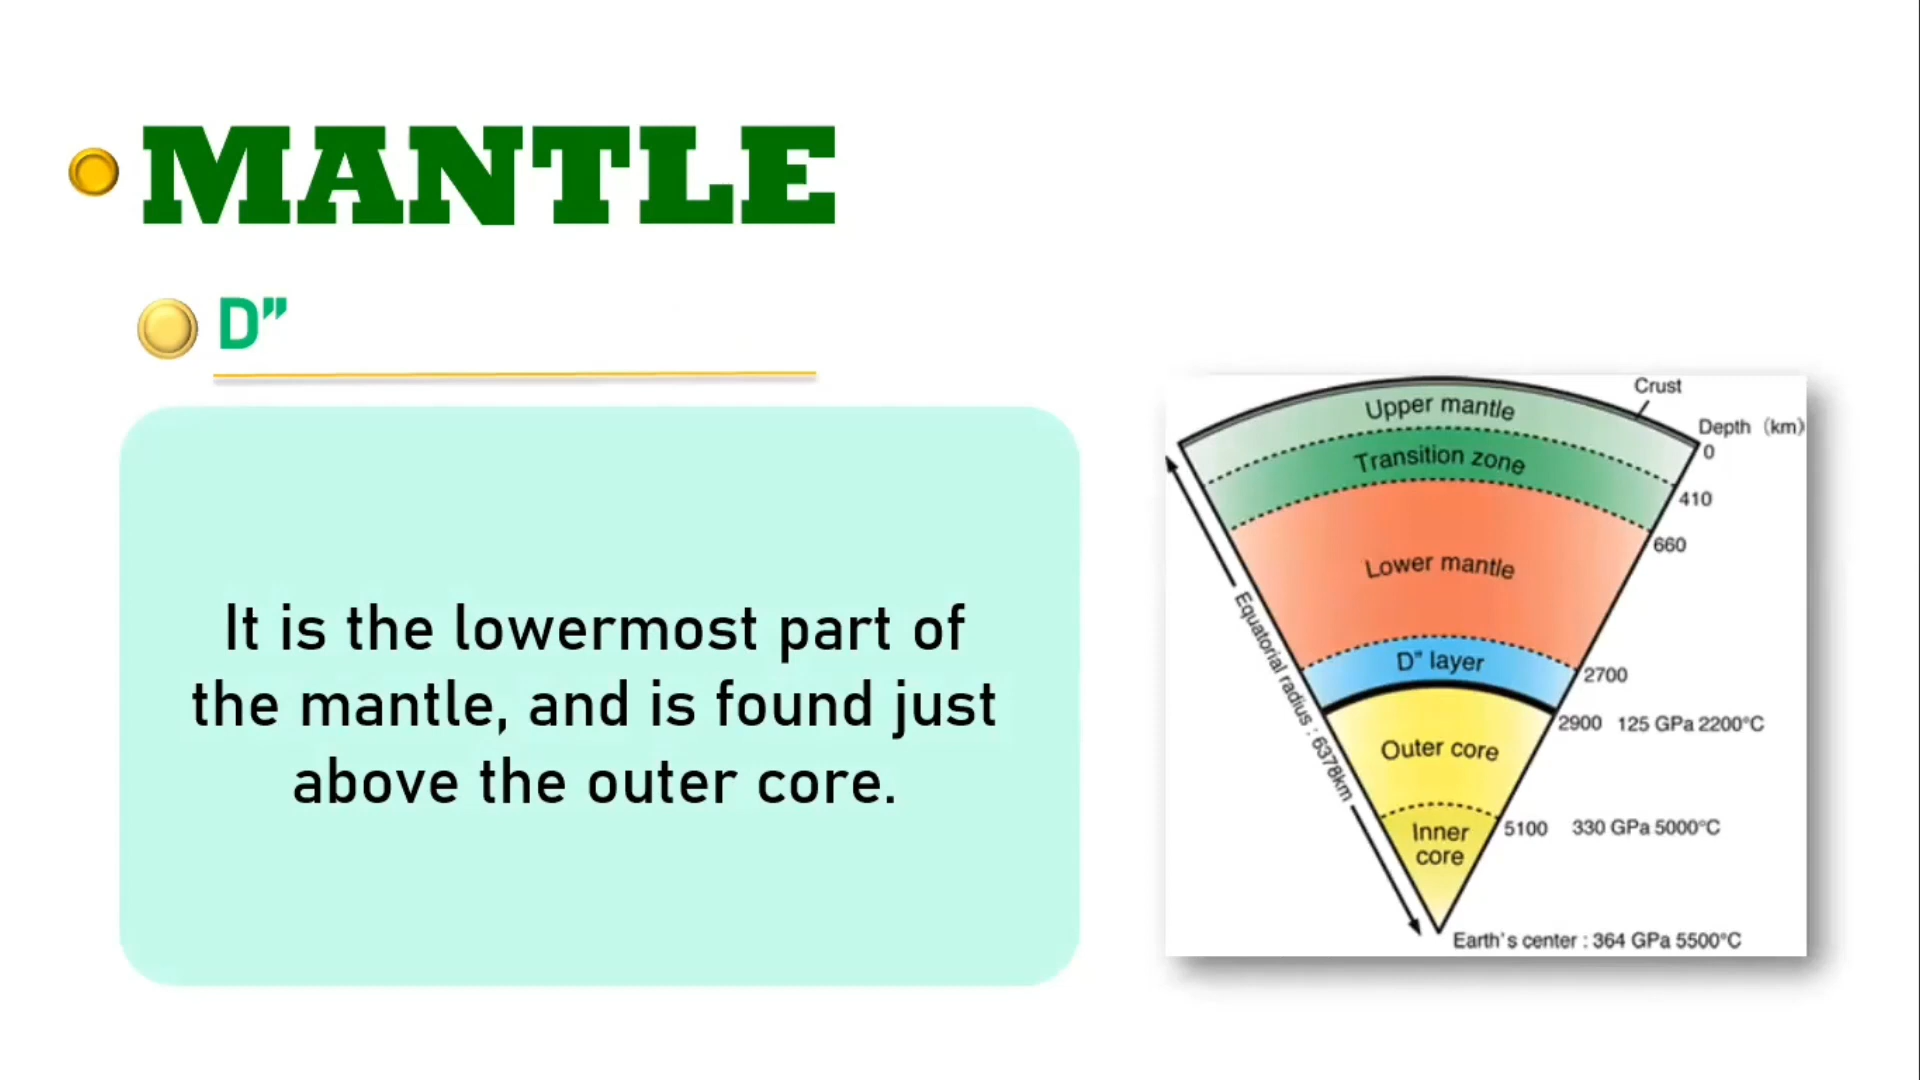 MANTLE
D”
It is the lowermost part of
the mantle, and is found just
above the outer core.
Crust
Upper mantle
Depth (km)
0
Transition zone
410
660
Lower mantle
Equatorial radius : 6378km
D” layer
2700
2900 125 GPa 2200°C
Outer core
5100 330 GPa 5000°C
Inner
core
Earth's center : 364 GPa 5500°C